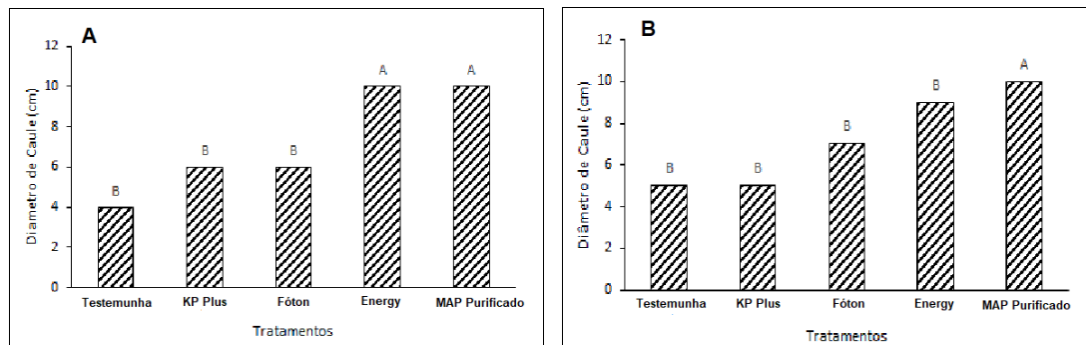 A
Diametro de Caule (cm)
12
10
8
6
4
2
0
B
B
B
A
A
Testemunha
KP Plus
Fóton
Energy
MAP Purificado
Tratamentos
B
Diâmetro de Caule (cm)
12
10
8
6
4
2
0
B
B
B
B
A
Testemunha
KP Plus
Fóton
Energy
MAP Purificado
Tratamentos